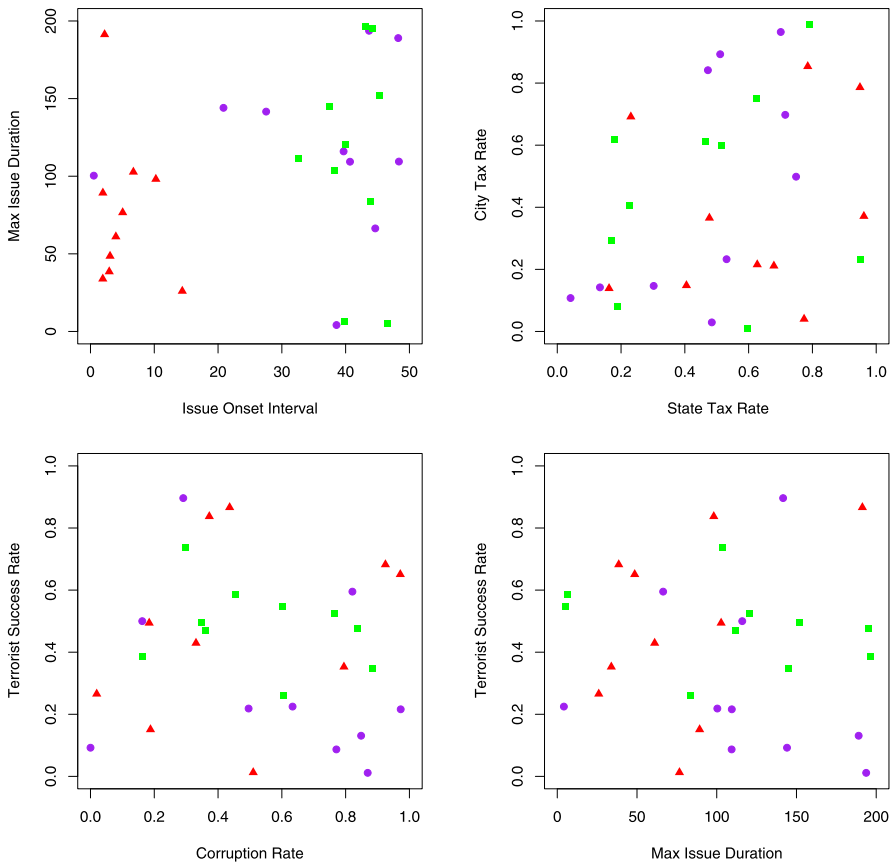 200
150
100
50
0
Max Issue Duration
0 10 20 30 40 50
Issue Onset Interval
1.0
0.8
0.6
0.4
0.2
0.0
City Tax Rate
0.0 0.2 0.4 0.6 0.8 1.0
State Tax Rate
1.0
0.8
0.6
0.4
0.2
0.0
Terrorist Success Rate
0.0 0.2 0.4 0.6 0.8 1.0
Corruption Rate
1.0
0.8
0.6
0.4
0.2
0.0
Terrorist Success Rate
0 50 100 150 200
Max Issue Duration